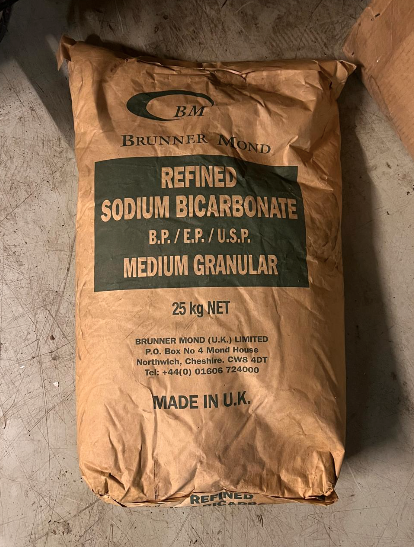 BM
BRUNNER MOND
REFINED
SODIUM BICARBONATE
B.P. / E.P. / U.S.P.
MEDIUM GRANULAR
25 kg NET
BRUNNER MOND (U.K.) LIMITED
P.O. Box No 4 Mond House
Northwich, Cheshire. CW8 4DT
Tel: +44(0) 01606 724000
MADE IN U.K.
REFINED